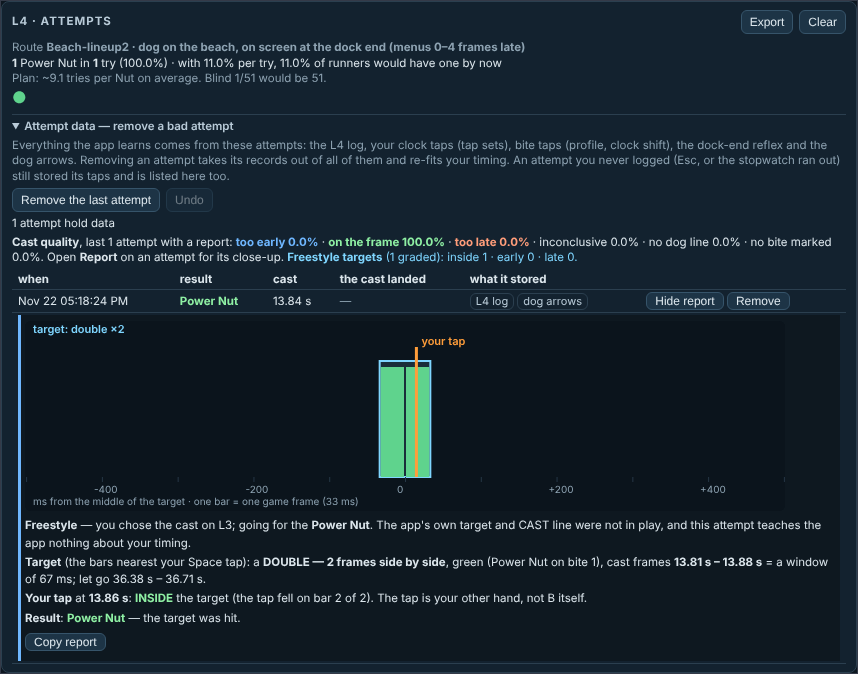 L4 · ATTEMPTS
Export
Clear
Route Beach-lineup2 · dog on the beach, on screen at the dock end (menus 0–4 frames late)
1 Power Nut in 1 try (100.0%) · with 11.0% per try, 11.0% of runners would have one by now
Plan: ~9.1 tries per Nut on average. Blind 1/51 would be 51.
▼ Attempt data — remove a bad attempt
Everything the app learns comes from these attempts: the L4 log, your clock taps (tap sets), bite taps (profile, clock shift), the dock-end reflex and the
dog arrows. Removing an attempt takes its records out of all of them and re-fits your timing. An attempt you never logged (Esc, or the stopwatch ran out)
still stored its taps and is listed here too.
Remove the last attempt
Undo
1 attempt hold data
Cast quality, last 1 attempt with a report: too early 0.0% · on the frame 100.0% · too late 0.0% · inconclusive 0.0% · no dog line 0.0% · no bite marked
0.0%. Open Report on an attempt for its close-up. Freestyle targets (1 graded): inside 1 · early 0 · late 0.
when result cast the cast landed what it stored
Nov 22 05:18:24 PM Power Nut 13.84 s — L4 log dog arrows Hide report Remove
target: double ×2
your tap
-400 -200 0 +200 +400
ms from the middle of the target · one bar = one game frame (33 ms)
Freestyle — you chose the cast on L3; going for the Power Nut. The app's own target and CAST line were not in play, and this attempt teaches the
app nothing about your timing.
Target (the bars nearest your Space tap): a DOUBLE — 2 frames side by side, green (Power Nut on bite 1), cast frames 13.81 s – 13.88 s = a window
of 67 ms; let go 36.38 s – 36.71 s.
Your tap at 13.86 s: INSIDE the target (the tap fell on bar 2 of 2). The tap is your other hand, not B itself.
Result: Power Nut — the target was hit.
Copy report